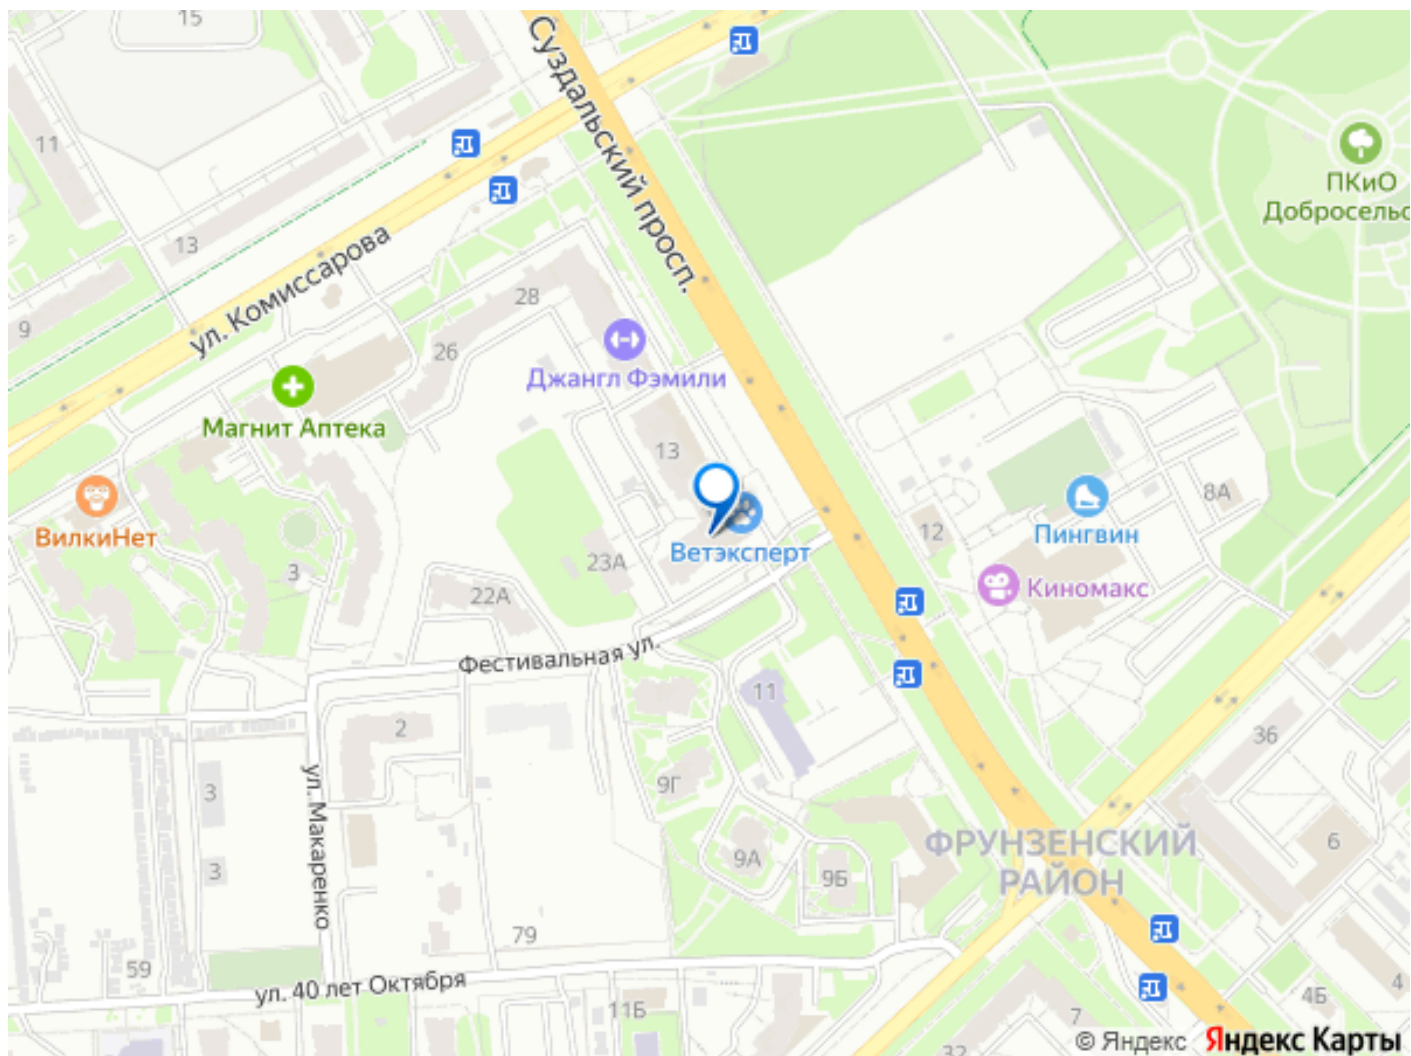 15
Суздальский просп.
11
ПКиО
Добросельс
13
ул. Комиссарова
28
9
26
Джангл Фэмили
Магнит Аптека
13
8А
ВилкиНет
12
Пингвин
Ветэксперт
23А
3
22А
Киномакс
Фестивальная ул.
11
2
36
9Г
3
ул. Макаренко
ФРУНЗЕНСКИЙ
РАЙОН
6
9А
3
9Б
79
59
ул. 40 лет Октября
4
4Б
11Б
7
32
© Яндекс Яндекс Карты